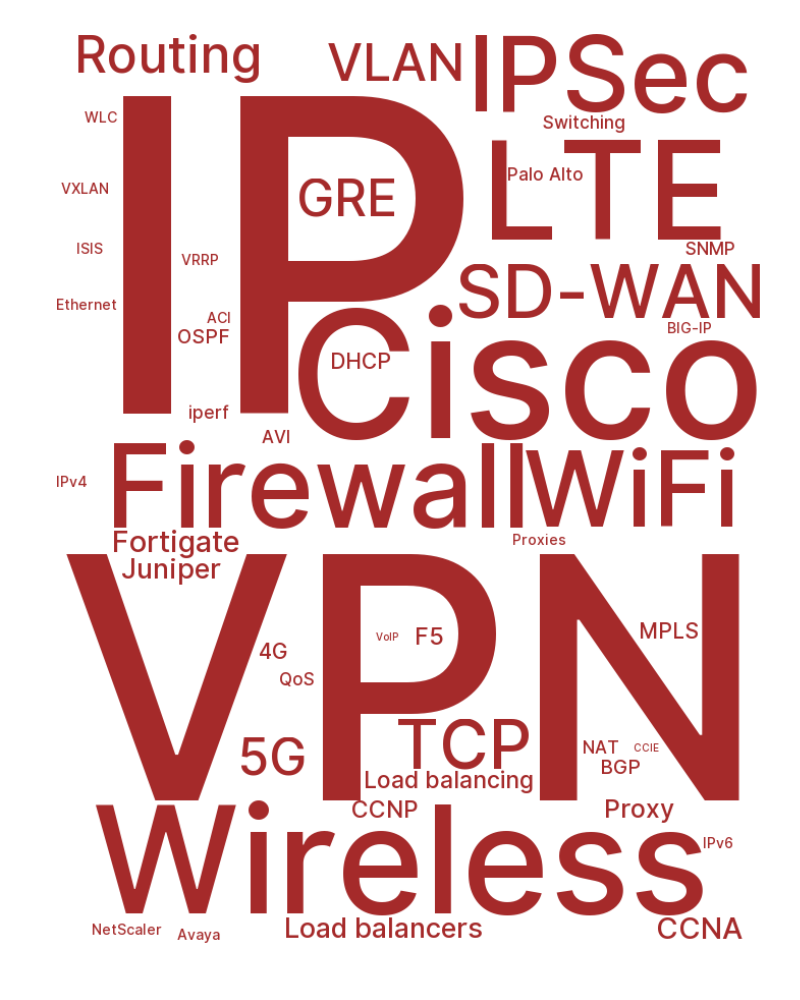 Routing
VLAN
IPSec
WLC
IP
Switching
LTE
Palo Alto
VXLAN
GRE
ISIS
VRRP
SNMP
SD-WAN
Ethernet
ACI
OSPF
BIG-IP
Cisco
DHCP
iperf
AVI
IPv4
Firewall
WiFi
Fortigate
Proxies
Juniper
VPN
VoIP
F5
MPLS
4G
QoS
5G
TCP
NAT
CCIE
BGP
Load balancing
CCNP
Proxy
Wireless
IPv6
NetScaler
Avaya
Load balancers
CCNA